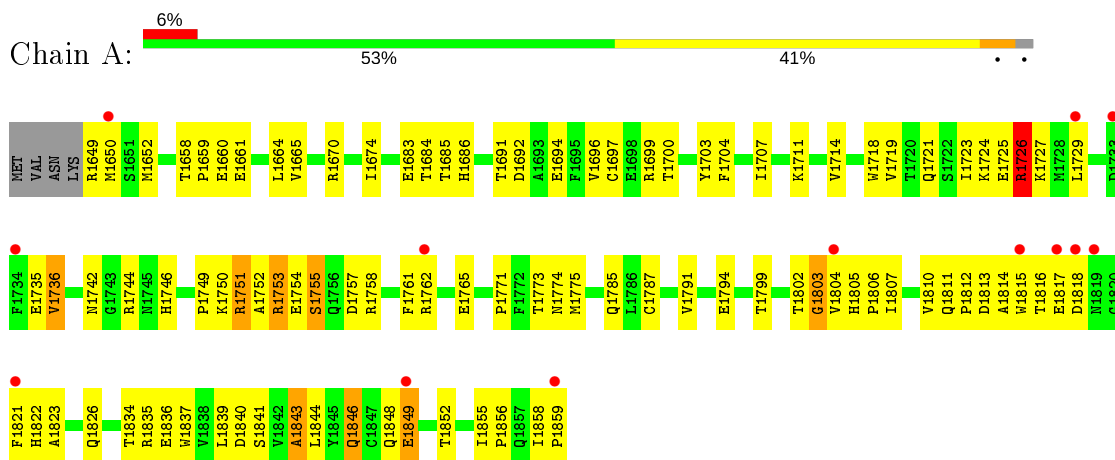 6%
Chain A:
53% 41% • •
MET VAL ASN LYS R1649 M1650 S1651 M1652 T1658 P1659 E1660 E1661 L1664 V1665 R1670 I1674 E1683 T1684 T1685 H1686 T1691 D1692 A1693 E1694 F1695 V1696 C1697 E1698 R1699 T1700 Y1703 F1704 I1707 K1711 V1714 W1718 V1719 T1720 Q1721 S1722 I1723 K1724 E1725 R1726 K1727 M1728 L1729 D1733
F1734 E1735 V1736 N1742 G1743 R1744 N1745 H1746 P1749 K1750 R1751 A1752 R1753 E1754 S1755 Q1756 D1757 R1758 F1761 R1762 E1765 P1771 F1772 T1773 N1774 M1775 Q1785 L1786 C1787 V1791 E1794 T1799 T1802 G1803 V1804 H1805 P1806 I1807 V1810 Q1811 P1812 D1813 A1814 W1815 T1816 E1817 D1818 N1819 G1820
F1821 H1822 A1823 Q1826 T1834 R1835 E1836 W1837 V1838 L1839 D1840 S1841 V1842 A1843 L1844 Y1845 Q1846 C1847 Q1848 E1849 T1852 I1855 P1856 Q1857 I1858 P1859